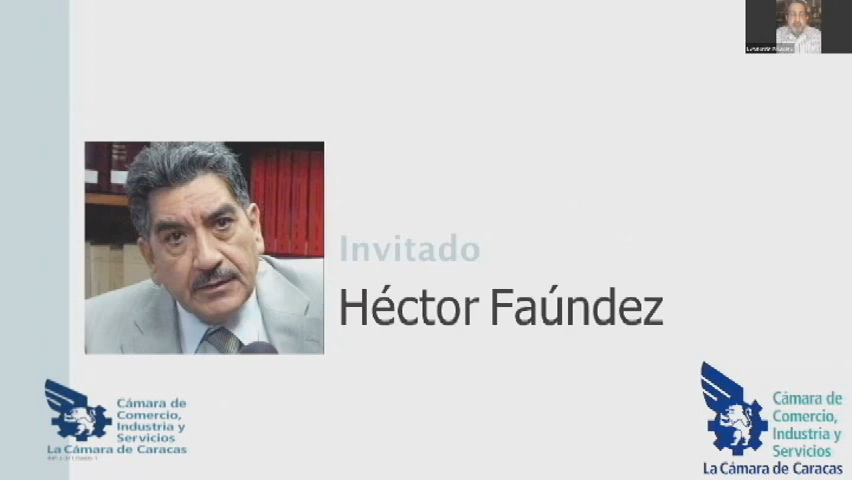 Invitado
Héctor Faúndez
Cámara de
Comercio,
Industria y
Servicios
La Cámara de Caracas
Cámara de
Comercio,
Industria y
Servicios
La Cámara de Caracas